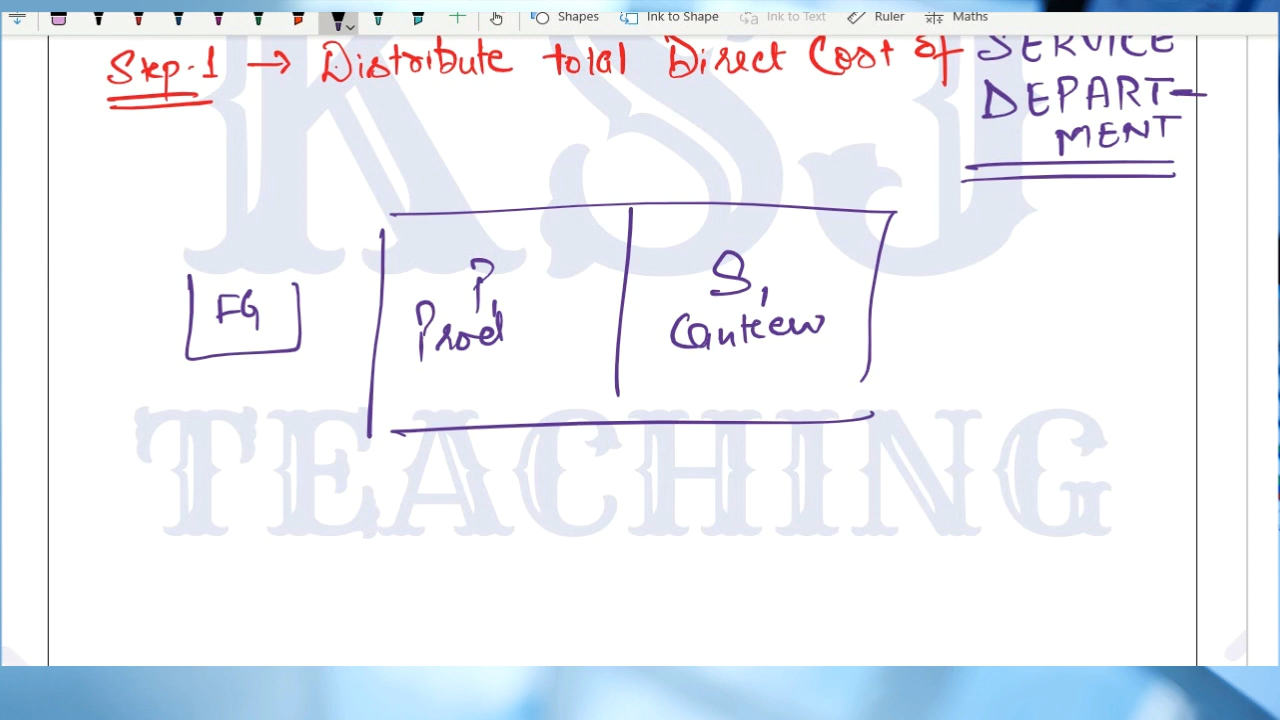 Shapes Ink to Shape Ink to Text Ruler Maths
Step-1 → Distribute total Direct Cost of SERVICE
DEPART-
MENT
FG
P1
Prod
S1
Canteen
KSJ
TEACHING